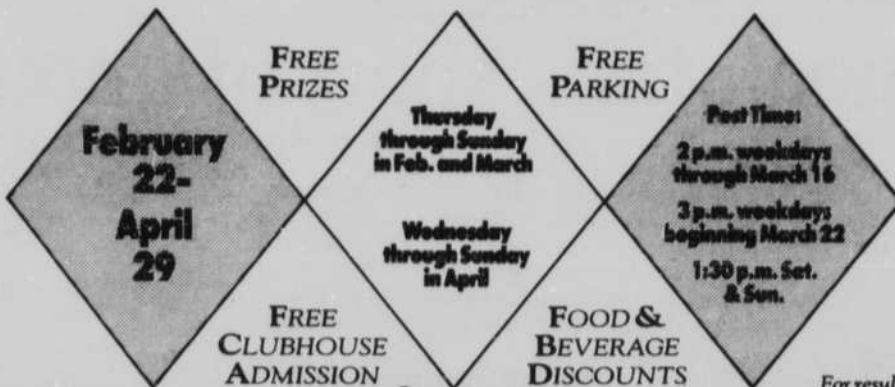 FREE
PRIZES
FREE
PARKING
February
22-
April
29
Thursday
through Sunday
in Feb. and March
Wednesday
through Sunday
in April
Post Time:
2 p.m. weekdays
through March 16
3 p.m. weekdays
beginning March 22
1:30 p.m. Sat.
& Sun.
FREE
CLUBHOUSE
ADMISSION
FOOD &
BEVERAGE
DISCOUNTS